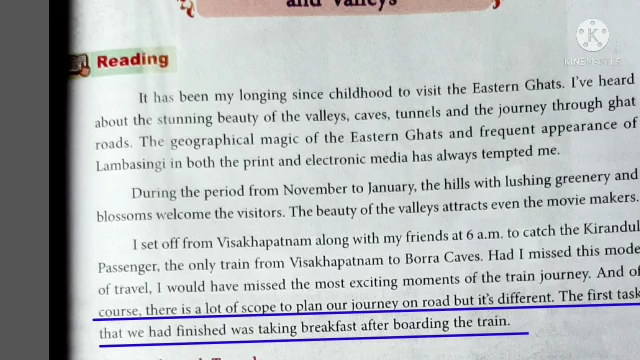 and Valleys
KINEMASTER
Reading
It has been my longing since childhood to visit the Eastern Ghats. I've heard
about the stunning beauty of the valleys, caves, tunnels and the journey through ghat
roads. The geographical magic of the Eastern Ghats and frequent appearance of
Lambasingi in both the print and electronic media has always tempted me.
During the period from November to January, the hills with lushing greenery and
blossoms welcome the visitors. The beauty of the valleys attracts even the movie makers.
I set off from Visakhapatnam along with my friends at 6 a.m. to catch the Kirandul
Passenger, the only train from Visakhapatnam to Borra Caves. Had I missed this mode
of travel, I would have missed the most exciting moments of the train journey. And of
course, there is a lot of scope to plan our journey on road but it's different. The first task
that we had finished was taking breakfast after boarding the train.